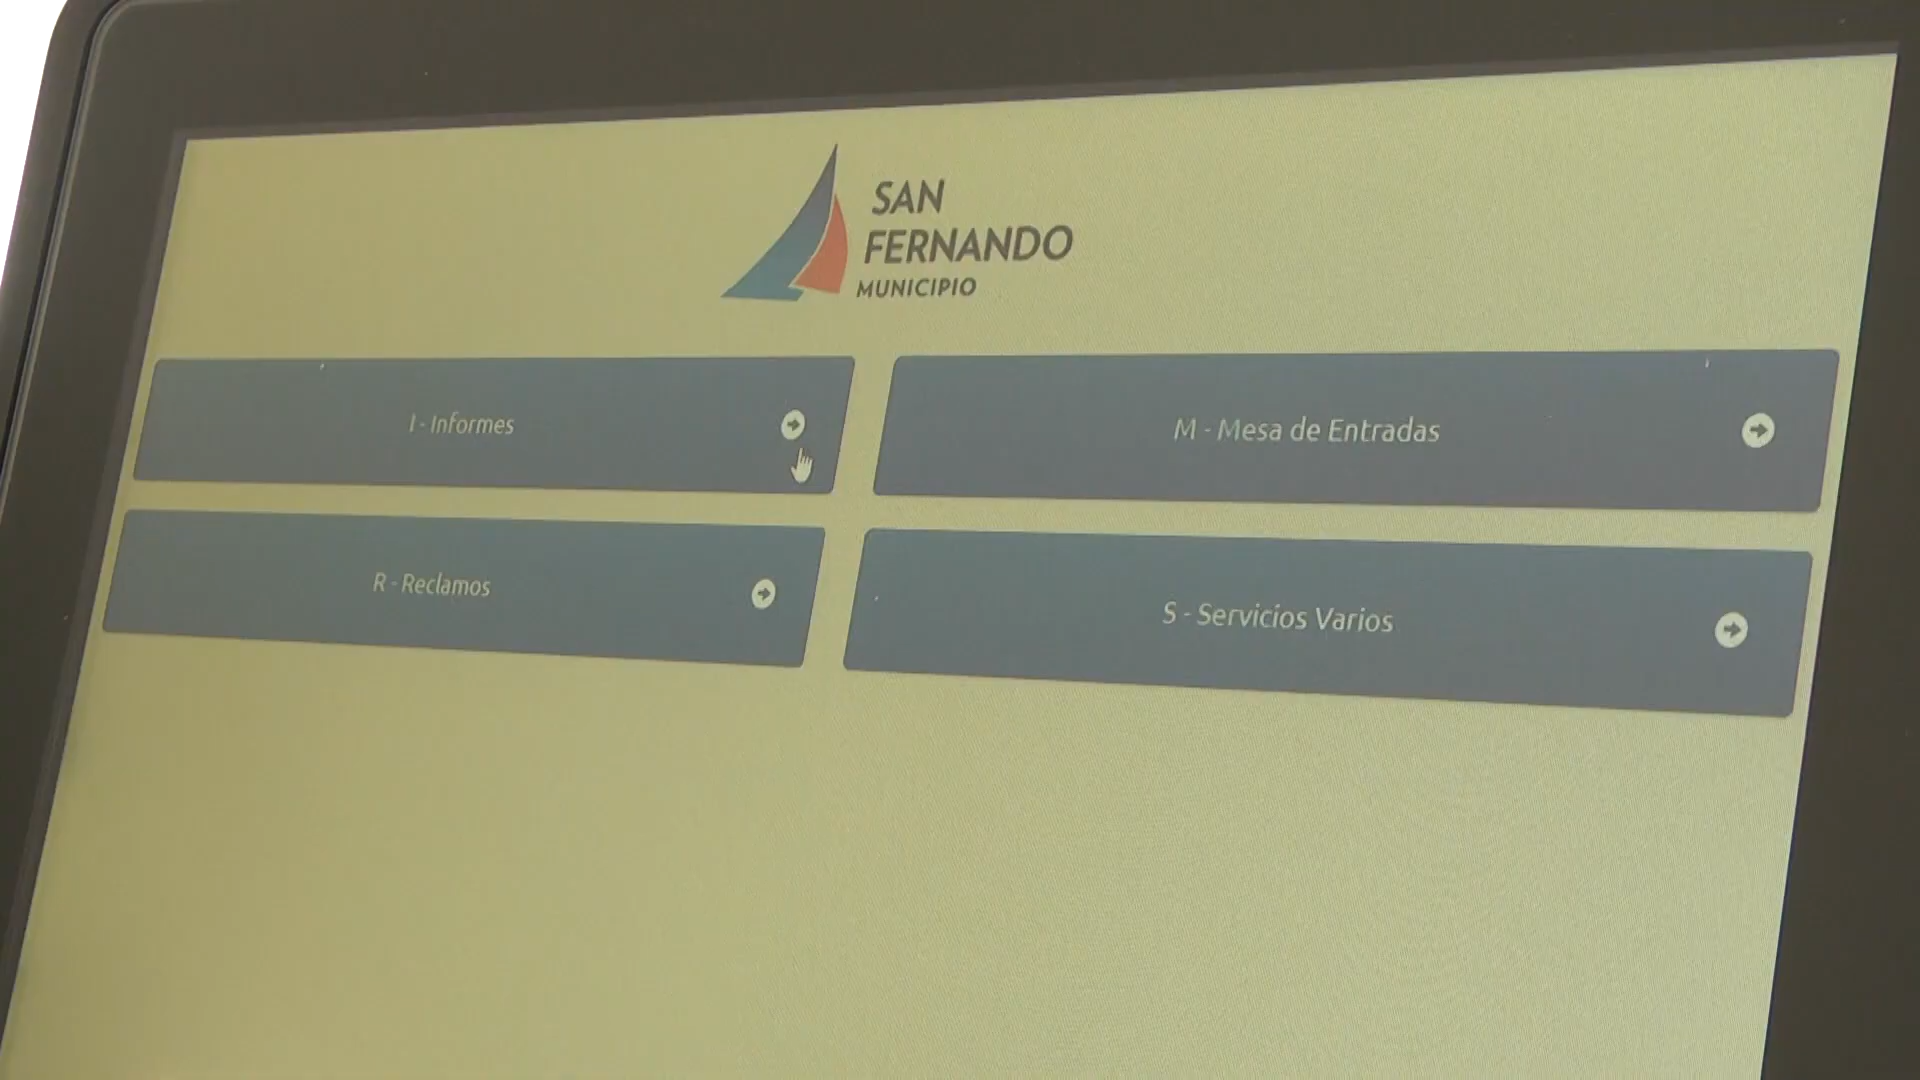 SAN
FERNANDO
MUNICIPIO
I - Informes
M - Mesa de Entradas
R - Reclamos
S - Servicios Varios